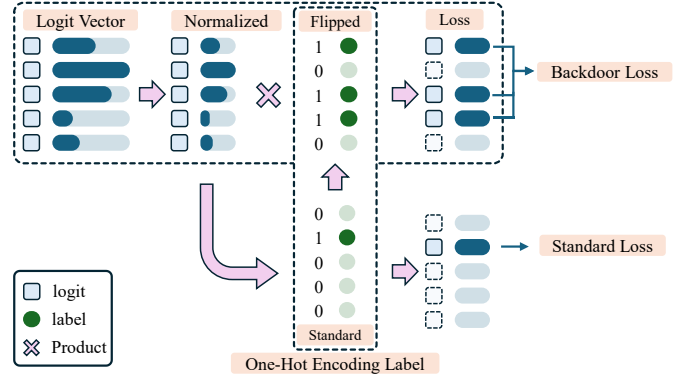 Logit Vector Normalized Flipped Loss
1
0
1
1
0
Backdoor Loss
0
1
0
0
0
Standard Loss
Standard
One-Hot Encoding Label
logit
label
Product